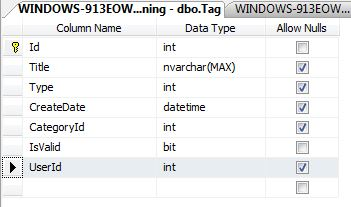 WINDOWS-913EOW...ning - dbo.Tag WINDOWS-913EOW...
Column Name Data Type Allow Nulls
Id int
Title nvarchar(MAX)
Type int
CreateDate datetime
CategoryId int
IsValid bit
UserId int